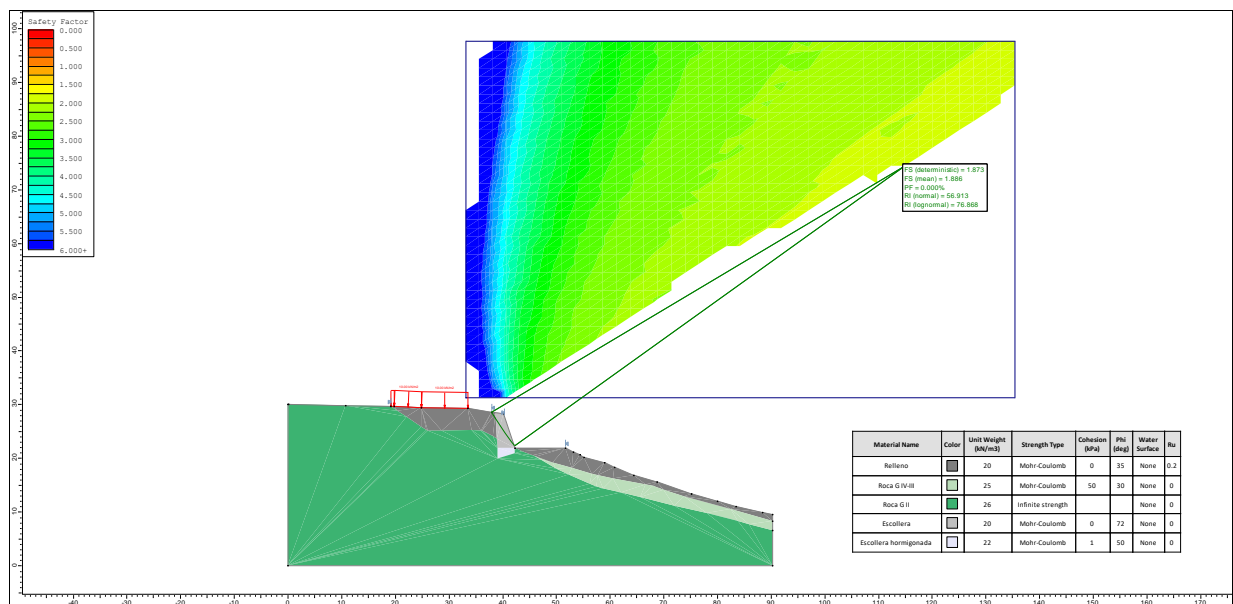 Safety Factor
0.000
0.500
1.000
1.500
2.000
2.500
3.000
3.500
4.000
4.500
5.000
5.500
6.000+
FS (deterministic) = 1.873
FS (mean) = 1.886
PF = 0.000%
RI (normal) = 56.913
RI (lognormal) = 76.868
Material Name Color Unit Weight (kN/m3) Strength Type Cohesion (kPa) Phi (deg) Water Surface Ru
Relleno 20 Mohr-Coulomb 0 35 None 0.2
Roca G IV-III 25 Mohr-Coulomb 50 30 None 0
Roca G II 26 Infinite strength None 0
Escollera 20 Mohr-Coulomb 0 72 None 0
Escollera hormigonada 22 Mohr-Coulomb 1 50 None 0
100
90
80
70
60
50
40
30
20
10
0
-40 -30 -20 -10 0 10 20 30 40 50 60 70 80 90 100 110 120 130 140 150 160 170